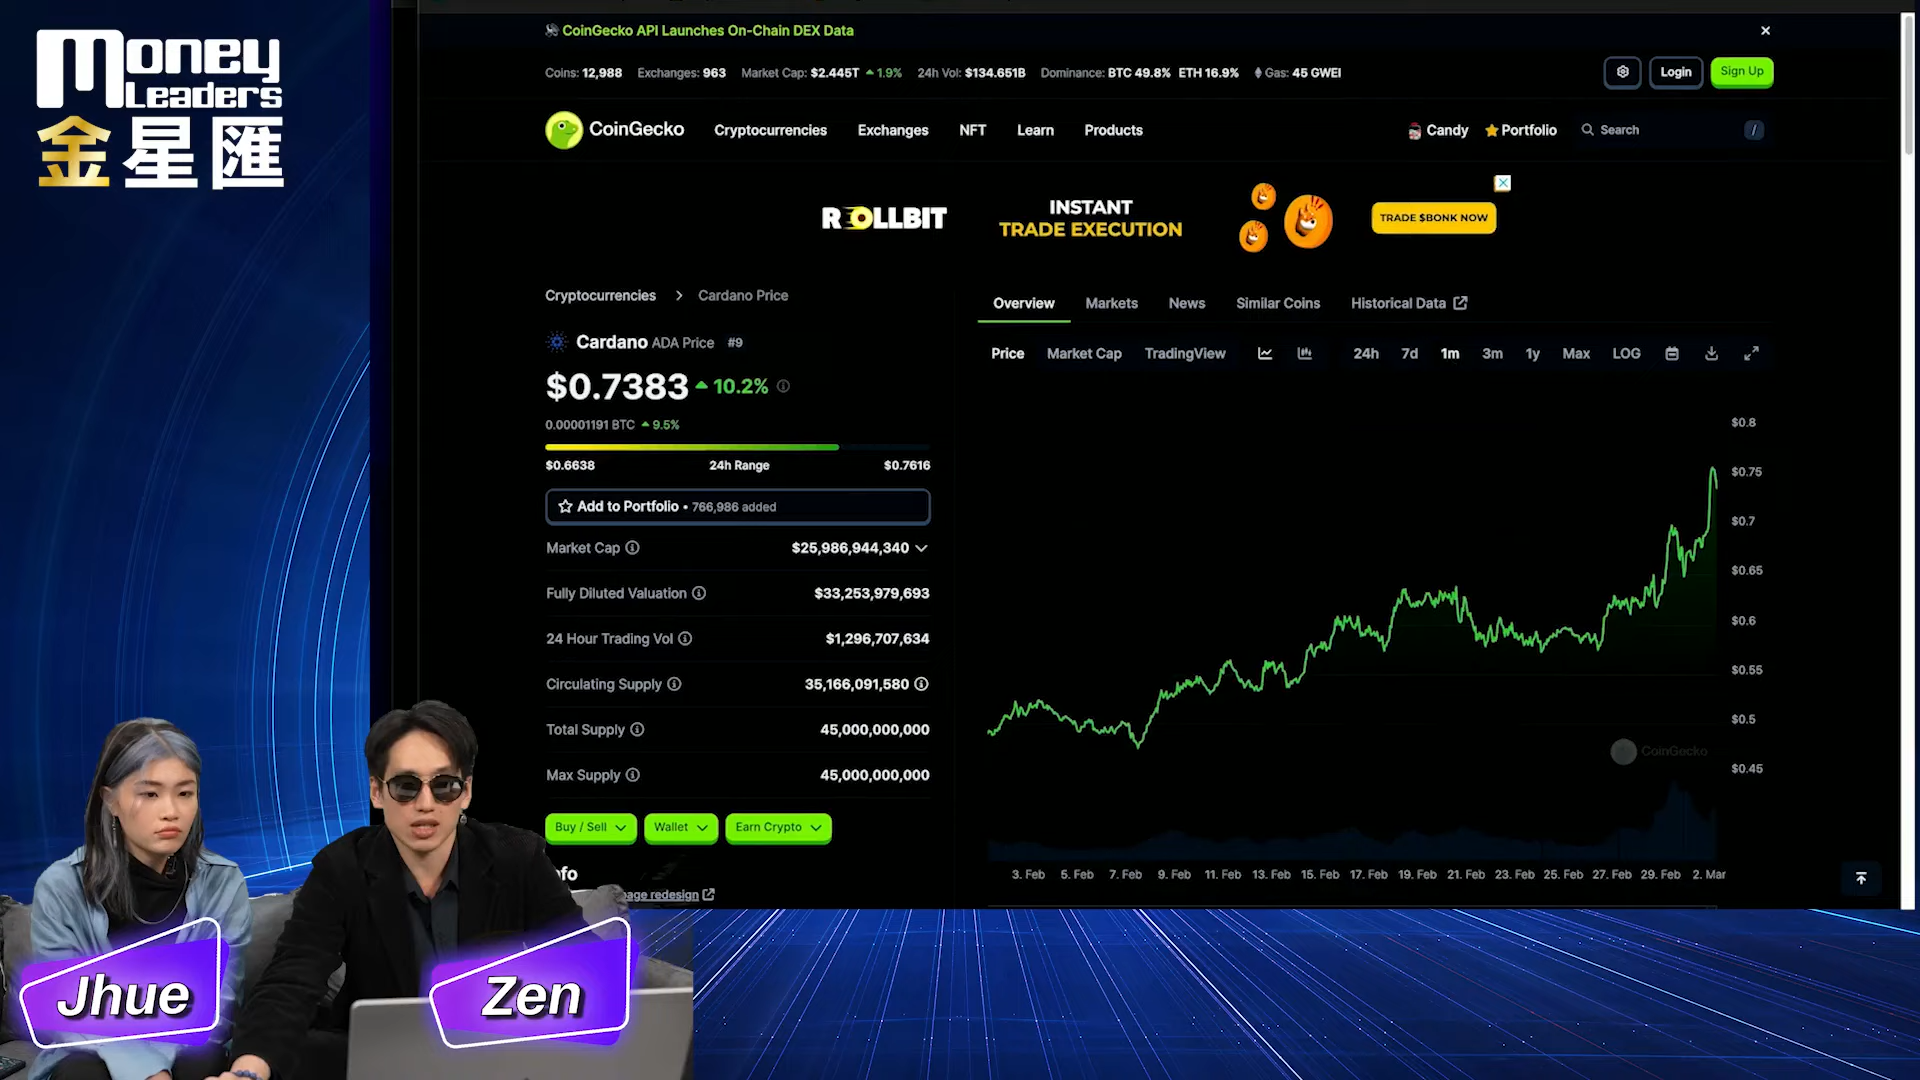 Money
Leaders
金星匯
CoinGecko API Launches On-Chain DEX Data
Coins: 12,988 Exchanges: 963 Market Cap: $2.445T 1.9% 24h Vol: $134.651B Dominance: BTC 49.8% ETH 16.9% Gas: 45 GWEI
Login
Sign Up
CoinGecko
Cryptocurrencies
Exchanges
NFT
Learn
Products
Candy
Portfolio
Search
/
ROLLBIT
INSTANT
TRADE EXECUTION
TRADE $BONK NOW
Cryptocurrencies > Cardano Price
Cardano ADA Price #9
$0.7383 10.2%
0.00001191 BTC 9.5%
$0.6638 24h Range $0.7616
Add to Portfolio • 766,986 added
Market Cap $25,986,944,340
Fully Diluted Valuation $33,253,979,693
24 Hour Trading Vol $1,296,707,634
Circulating Supply 35,166,091,580
Total Supply 45,000,000,000
Max Supply 45,000,000,000
Buy / Sell
Wallet
Earn Crypto
fo
page redesign
Overview Markets News Similar Coins Historical Data
Price Market Cap TradingView 24h 7d 1m 3m 1y Max LOG
$0.8
$0.75
$0.7
$0.65
$0.6
$0.55
$0.5
$0.45
CoinGecko
3. Feb 5. Feb 7. Feb 9. Feb 11. Feb 13. Feb 15. Feb 17. Feb 19. Feb 21. Feb 23. Feb 25. Feb 27. Feb 29. Feb 2. Mar
Jhue
Zen